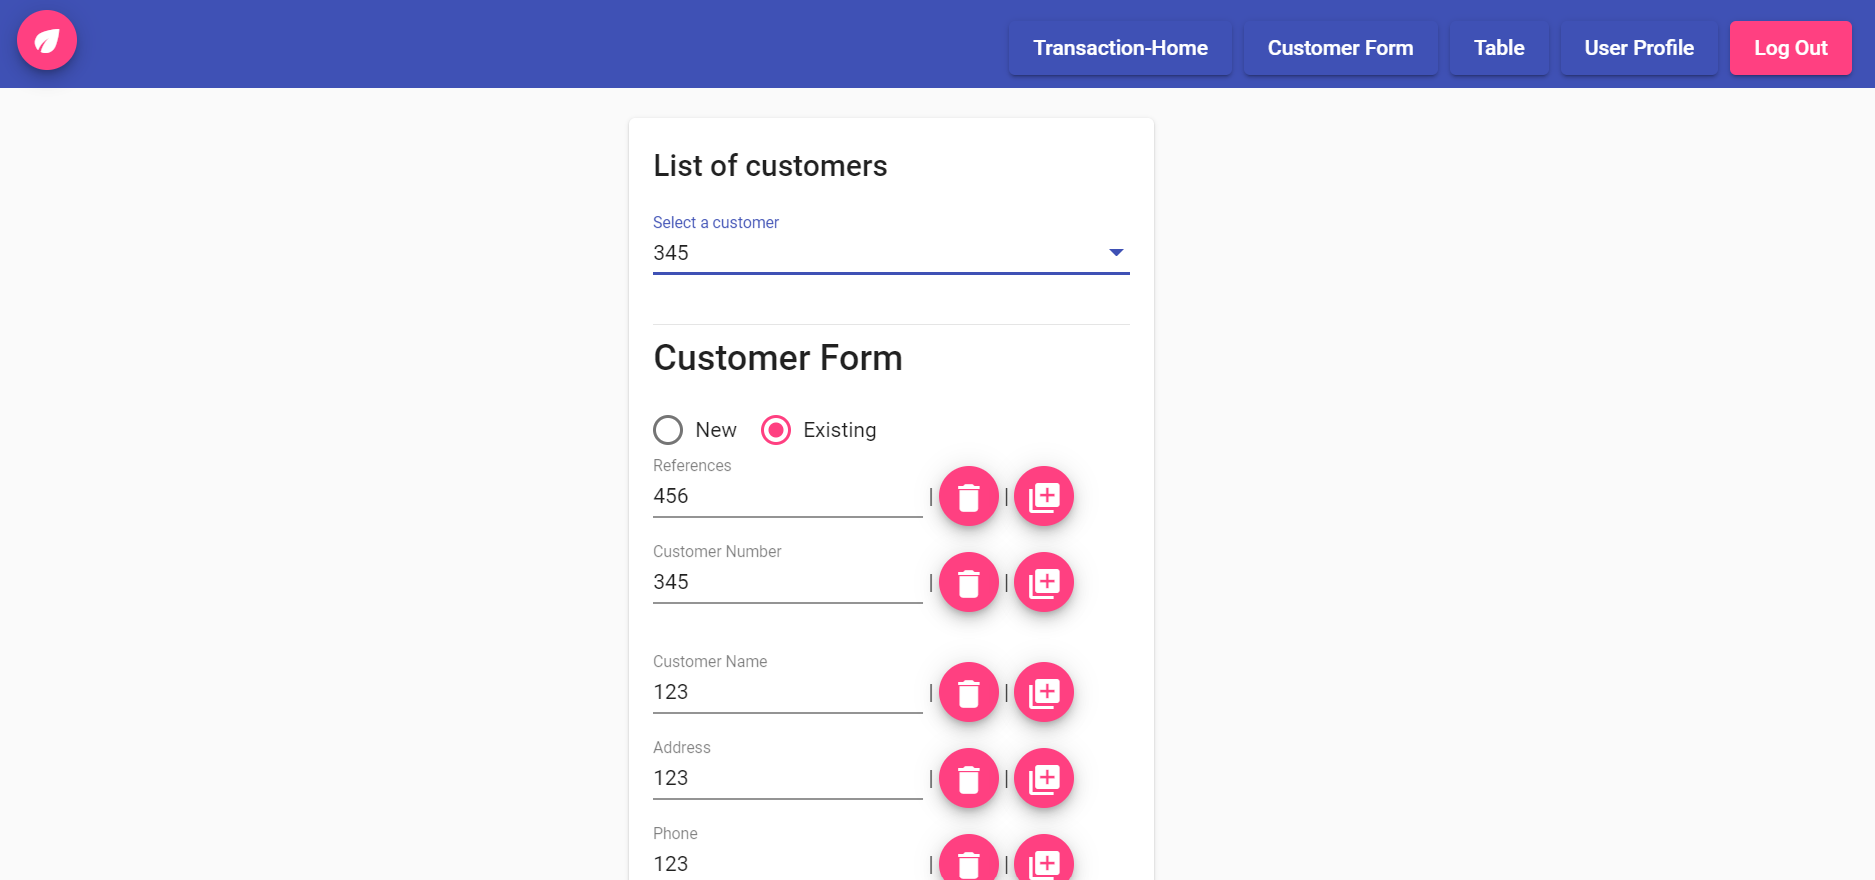 Transaction-Home Customer Form Table User Profile Log Out
List of customers
Select a customer
345
Customer Form
New Existing
References
456 | |
Customer Number
345 | |
Customer Name
123 | |
Address
123 | |
Phone
123 | |